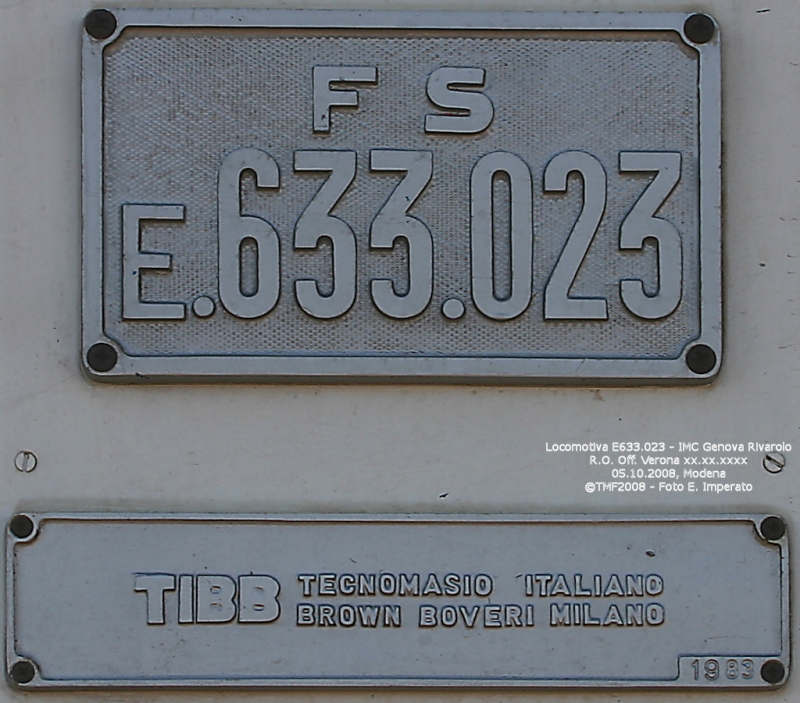 F S
E.633.023
Locomotiva E633.023 - IMC Genova Rivarolo
R.O. Off. Verona xx.xx.xxxx
05.10.2008, Modena
©TMF2008 - Foto E. Imperato
TIBB TECNOMASIO ITALIANO
BROWN BOVERI MILANO
1983